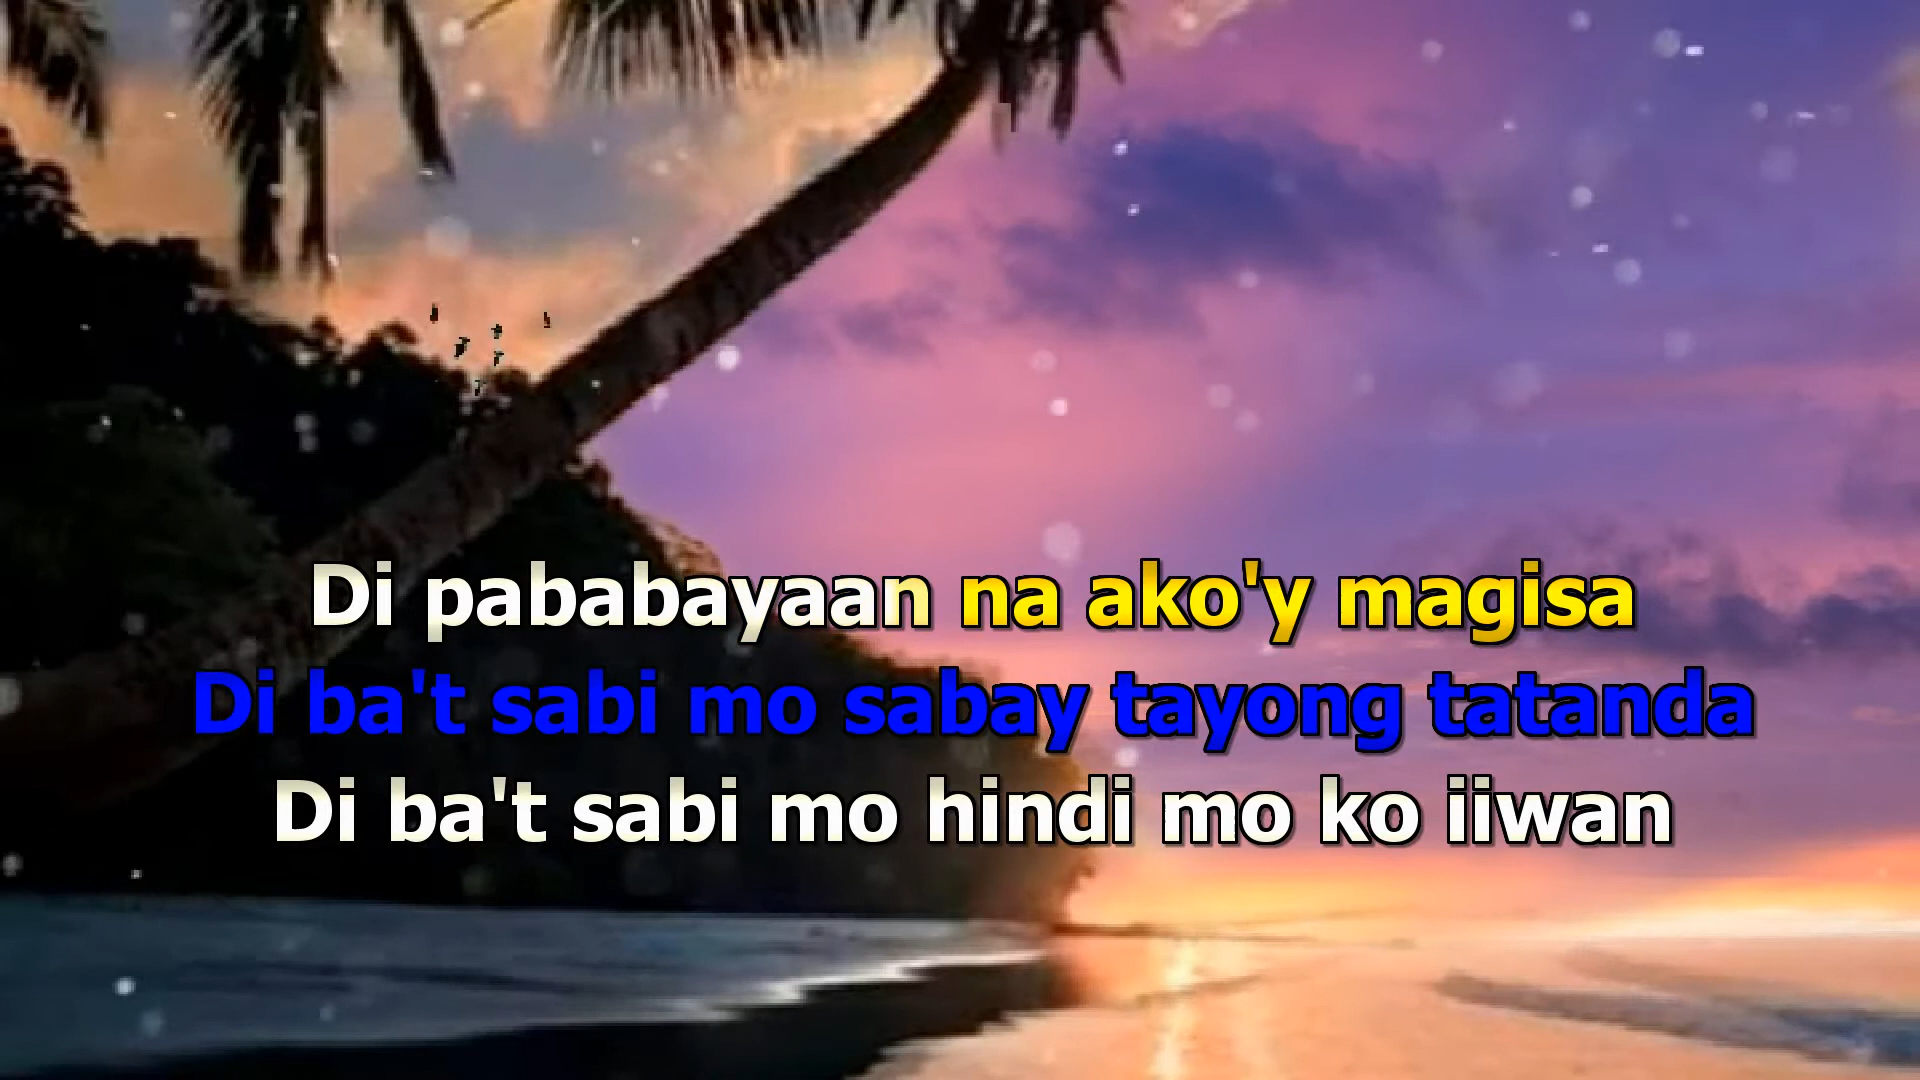 Di pababayaan na ako'y magisa
Di ba't sabi mo sabay tayong tatanda
Di ba't sabi mo hindi mo ko iiwan